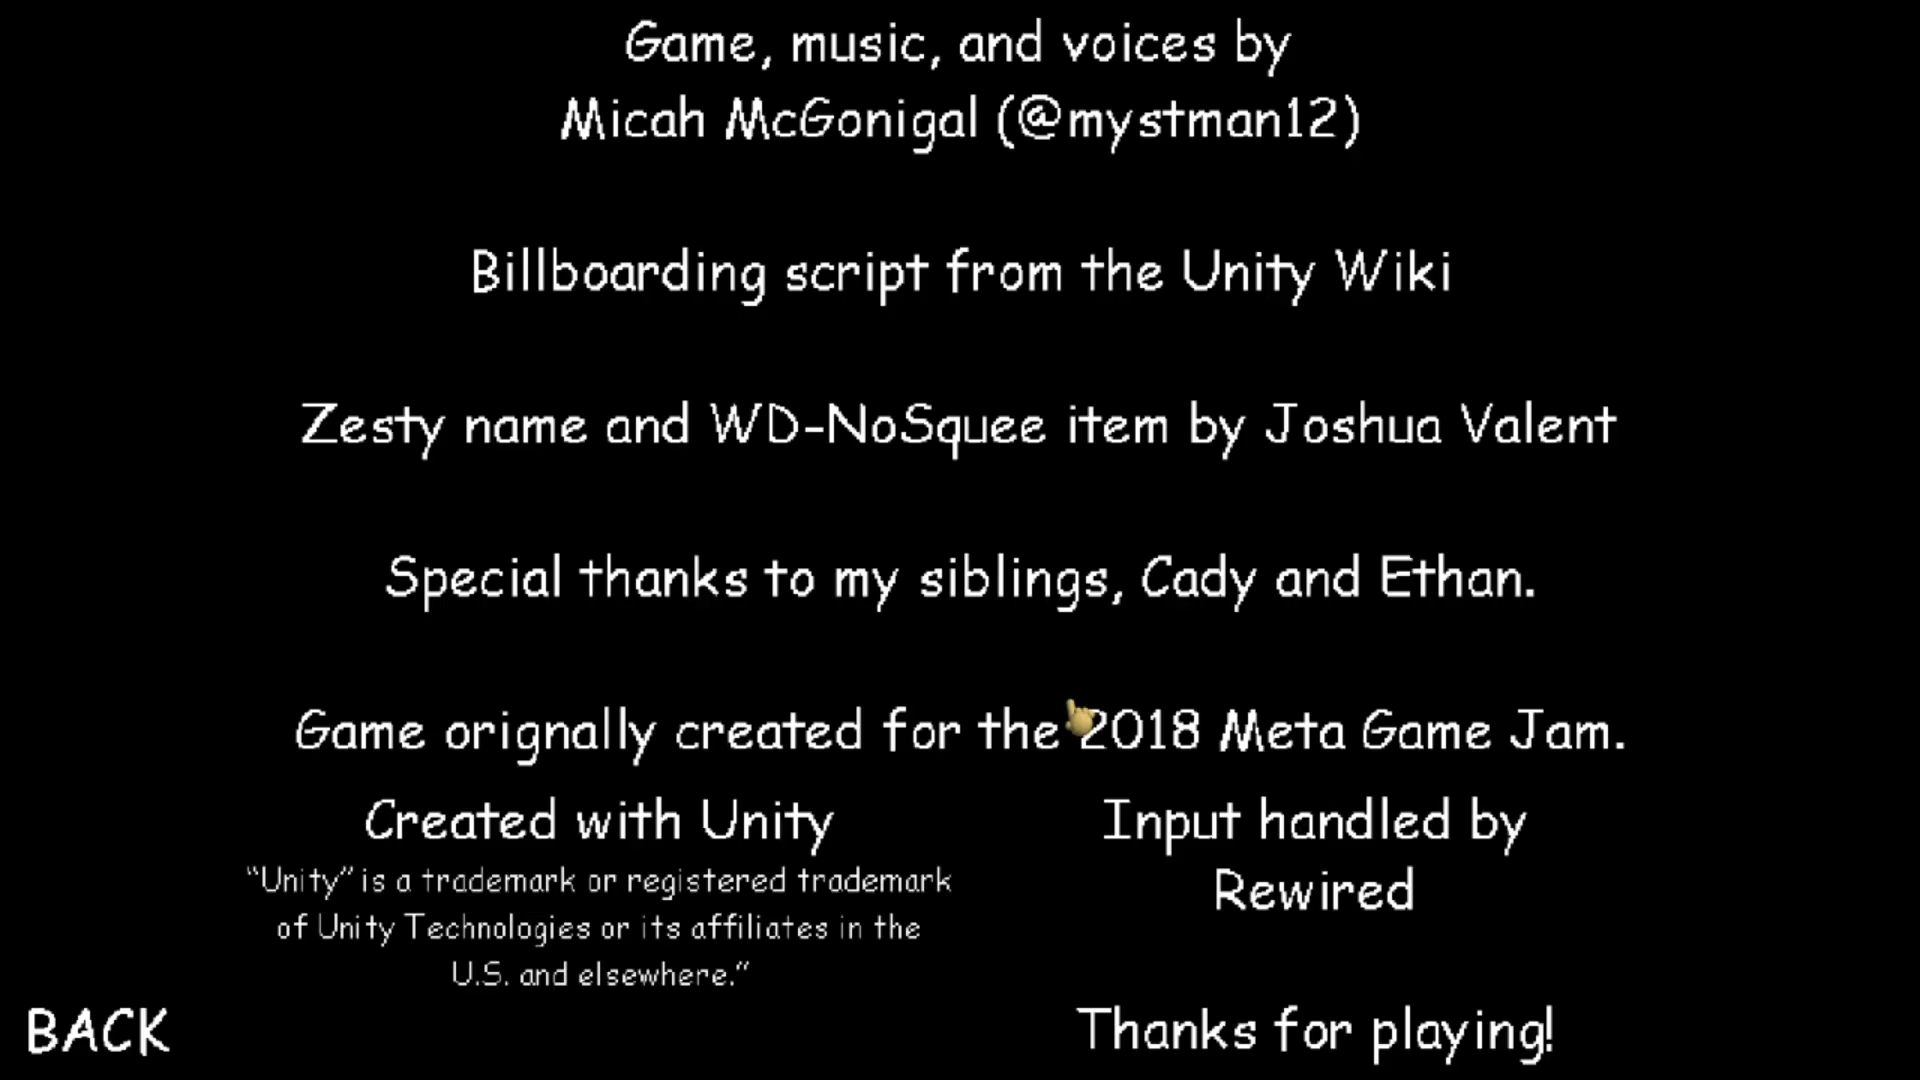 Game, music, and voices by
Micah McGonigal (@mystman12)
Billboarding script from the Unity Wiki
Zesty name and WD-NoSquee item by Joshua Valent
Special thanks to my siblings, Cady and Ethan.
Game orignally created for the 2018 Meta Game Jam.
Created with Unity
“Unity” is a trademark or registered trademark
of Unity Technologies or its affiliates in the
U.S. and elsewhere.”
Input handled by
Rewired
Thanks for playing!
BACK